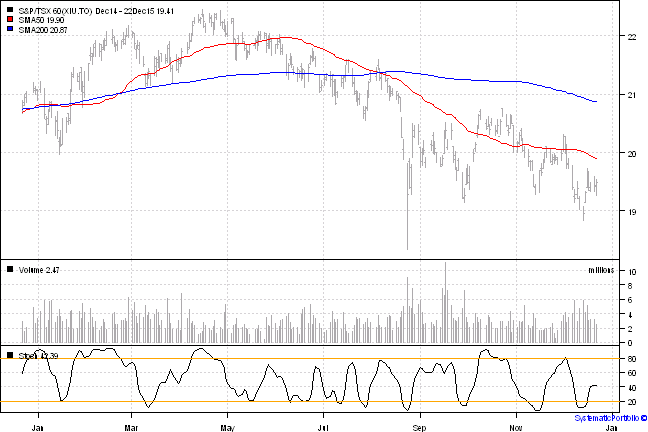 S&P/TSX 60(XIU.TO) Dec14 - 22Dec15 19.41
SMA50 19.90
SMA200 20.87
22
21
20
19
Volume 2.47
millions
10
8
6
4
2
0
Stoch 42.39
80
60
40
20
Jan Mar May Jul Sep Nov Jan
SystematicPortfolio ©